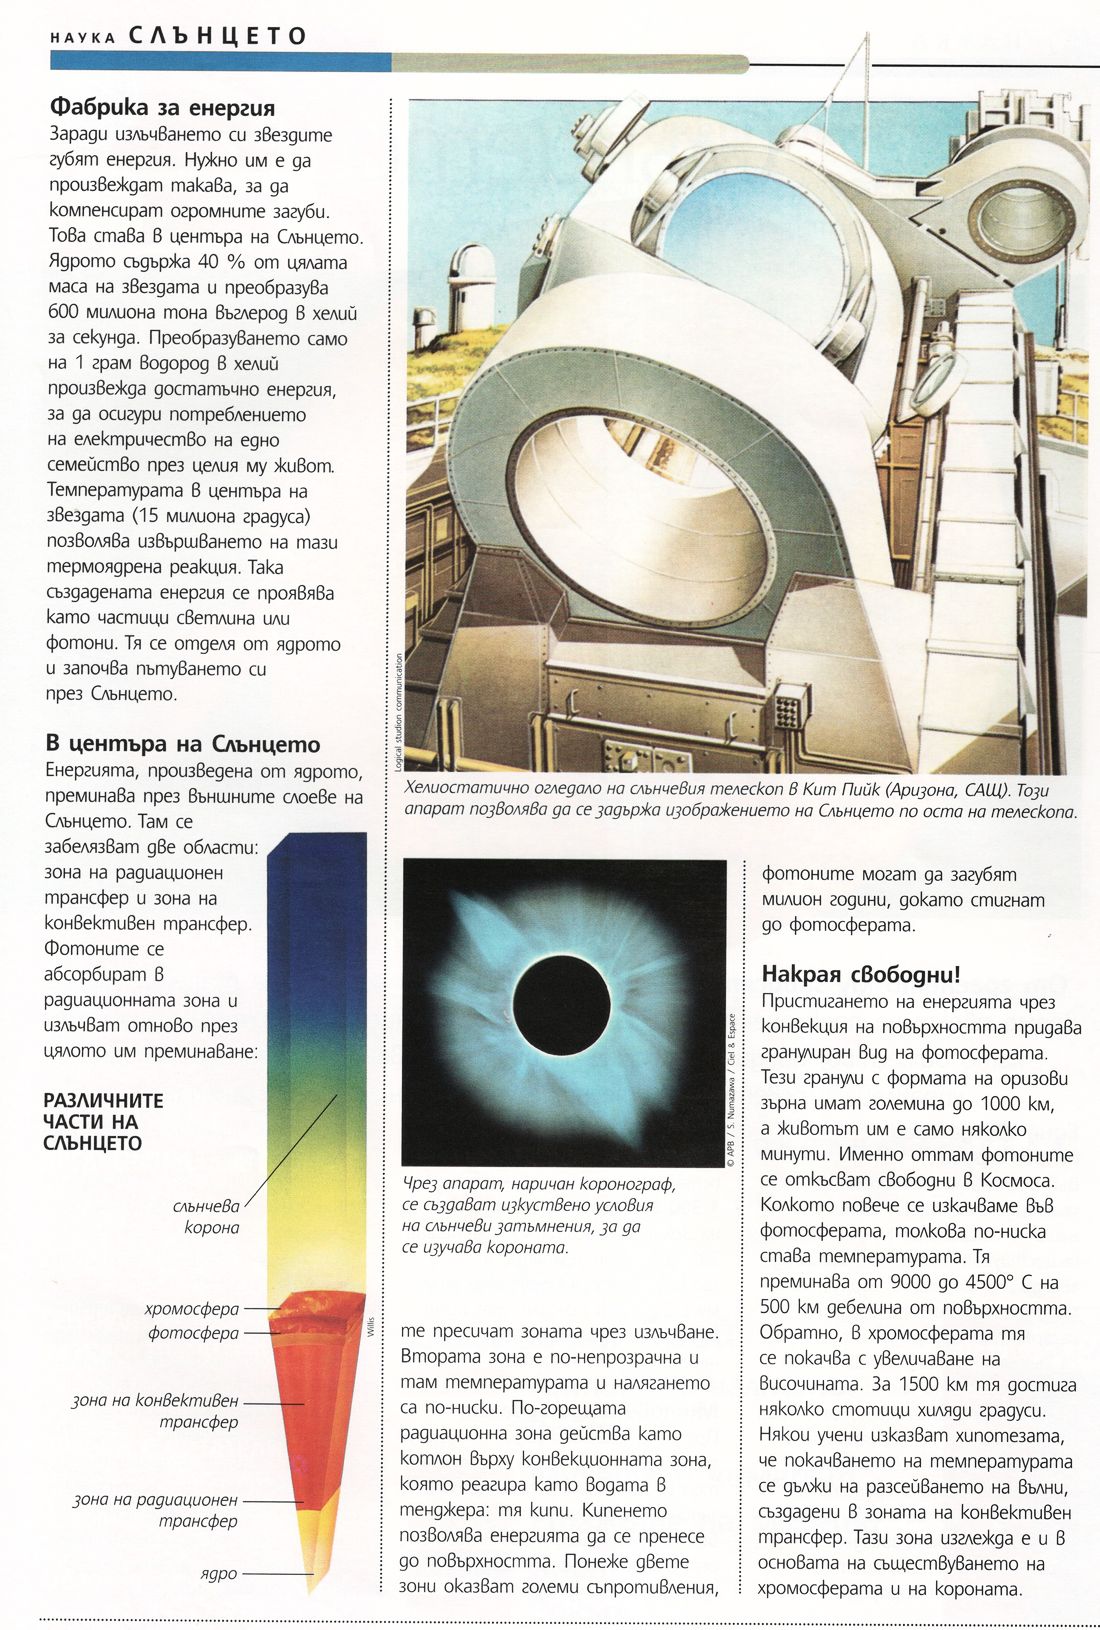 НАУКА СЛЪНЦЕТО
Фабрика за енергия
Заради излъчването си звездите
губят енергия. Нужно им е да
произвеждат такава, за да
компенсират огромните загуби.
Това става в центъра на Слънцето.
Ядрото съдържа 40 % от цялата
маса на звездата и преобразува
600 милиона тона въглерод в хелий
за секунда. Преобразуването само
на 1 грам водород в хелий
произвежда достатъчно енергия,
за да осигури потреблението
на електричество на едно
семейство през целия му живот.
Температурата в центъра на
звездата (15 милиона градуса)
позволява извършването на тази
термоядрена реакция. Така
създадената енергия се проявява
като частици светлина или
фотони. Тя се отделя от ядрото
и започва пътуването си
през Слънцето.
В центъра на Слънцето
Енергията, произведена от ядрото,
преминава през външните слоеве на
Слънцето. Там се
забелязват две области:
зона на радиационен
трансфер и зона на
конвективен трансфер.
Фотоните се
абсорбират в
радиационната зона и
излъчват отново през
цялото им преминаване:
РАЗЛИЧНИТЕ
ЧАСТИ НА
СЛЪНЦЕТО
слънчева
корона
хромосфера
фотосфера
зона на конвективен
трансфер
зона на радиационен
трансфер
ядро
Willis
Logical studion communication
Хелиостатично огледало на слънчевия телескоп в Кит Пийк (Аризона, САЩ). Този
апарат позволява да се задържа изображението на Слънцето по оста на телескопа.
© APB / S. Numazawa / Ciel & Espace
Чрез апарат, наричан коронограф,
се създават изкуствено условия
на слънчеви затъмнения, за да
се изучава короната.
те пресичат зоната чрез излъчване.
Втората зона е по-непрозрачна и
там температурата и налягането
са по-ниски. По-горещата
радиационна зона действа като
котлон върху конвекционната зона,
която реагира като водата в
тенджера: тя кипи. Кипенето
позволява енергията да се пренесе
до повърхността. Понеже двете
зони оказват големи съпротивления,
фотоните могат да загубят
милион години, докато стигнат
до фотосферата.
Накрая свободни!
Пристигането на енергията чрез
конвекция на повърхността придава
гранулиран вид на фотосферата.
Тези гранули с формата на оризови
зърна имат големина до 1000 км,
а животът им е само няколко
минути. Именно оттам фотоните
се откъсват свободни в Космоса.
Колкото повече се изкачваме във
фотосферата, толкова по-ниска
става температурата. Тя
преминава от 9000 до 4500° C на
500 км дебелина от повърхността.
Обратно, в хромосферата тя
се покачва с увеличаване на
височината. За 1500 км тя достига
няколко стотици хиляди градуси.
Някои учени изказват хипотезата,
че покачването на температурата
се дължи на разсейването на вълни,
създадени в зоната на конвективен
трансфер. Тази зона изглежда е и в
основата на съществуването на
хромосферата и на короната.